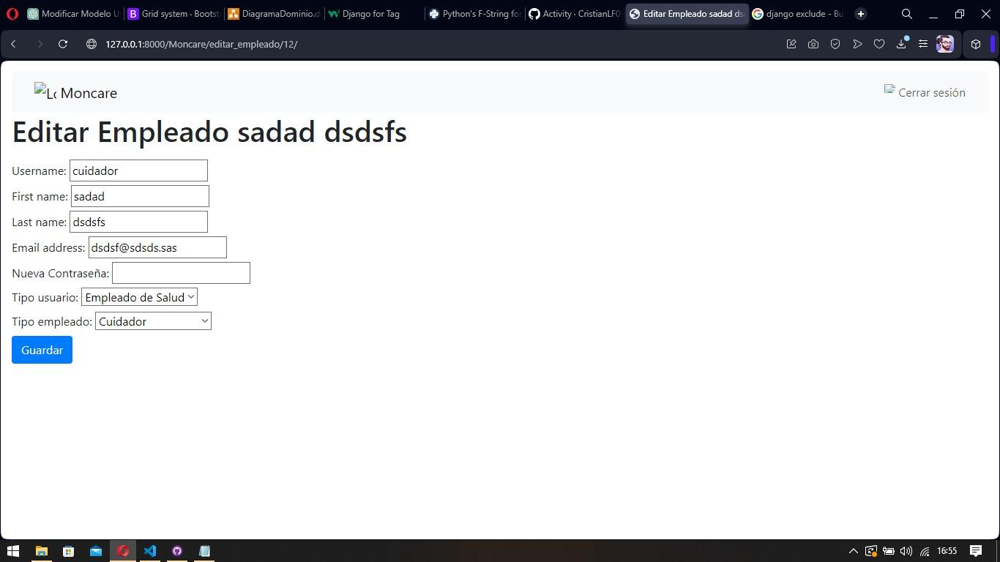 Modificar Modelo U
Grid system · Bootst
DiagramaDominio.d
Django for Tag
Python's F-String for
Activity · CristianLF0
Editar Empleado sadad ds
django exclude - Bu
127.0.0.1:8000/Moncare/editar_empleado/12/
Moncare
Cerrar sesión
Editar Empleado sadad dsdsfs
Username: cuidador
First name: sadad
Last name: dsdsfs
Email address: dsdsf@sdsds.sas
Nueva Contraseña:
Tipo usuario: Empleado de Salud
Tipo empleado: Cuidador
Guardar
16:55